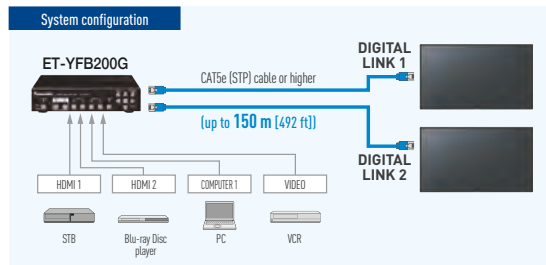 System configuration
ET-YFB200G
CAT5e (STP) cable or higher
(up to 150 m [492 ft])
DIGITAL
LINK 1
DIGITAL
LINK 2
HDMI 1
HDMI 2
COMPUTER 1
VIDEO
STB
Blu-ray Disc
player
PC
VCR